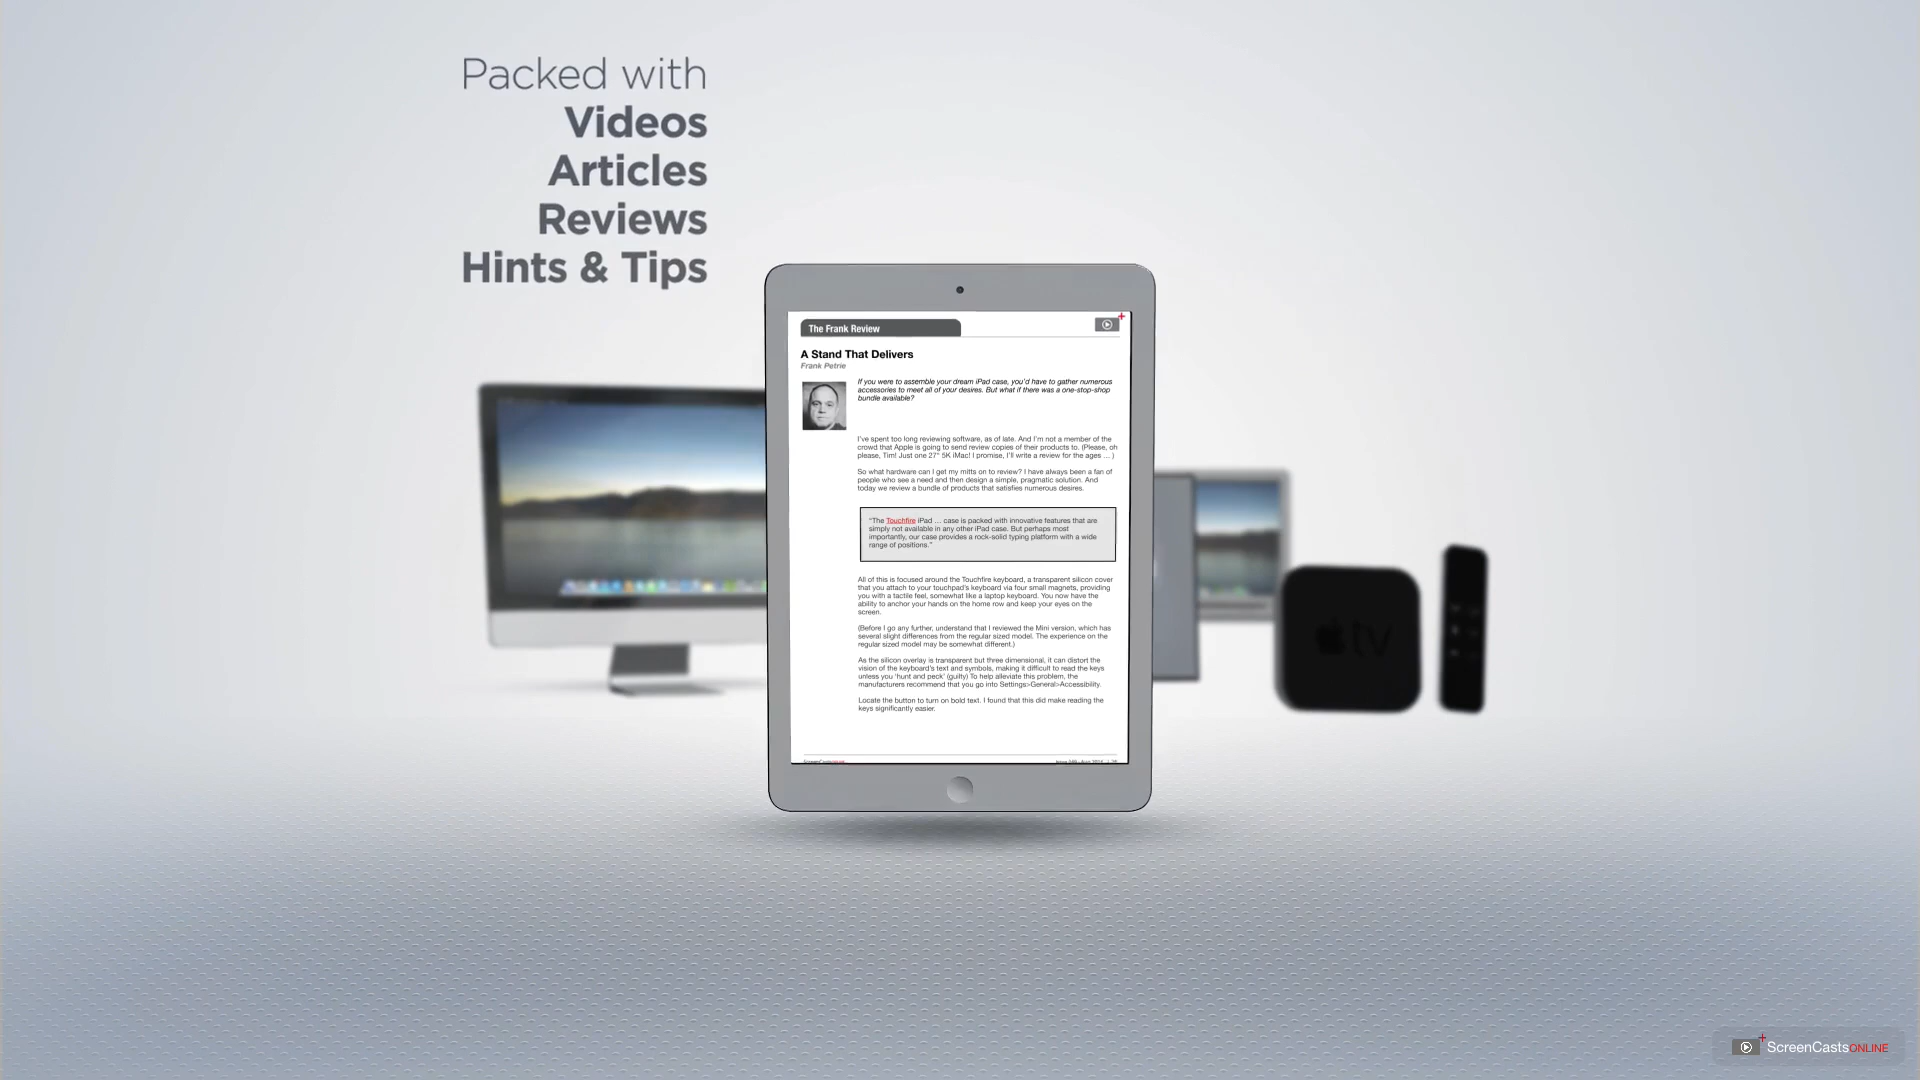 Packed with
Videos
Articles
Reviews
Hints & Tips
The Frank Review
A Stand That Delivers
Frank Petrie
If you were to assemble your dream iPad case, you'd have to gather numerous
accessories to meet all of your desires. But what if there was a one-stop-shop
bundle available?
I've spent too long reviewing software, as of late. And I'm not a member of the
crowd that Apple is going to send review copies of their products to. (Please, oh
please, Tim! Just one 27" 5K iMac! I promise, I'll write a review for the ages ... )
So what hardware can I get my mitts on to review? I have always been a fan of
people who see a need and then design a simple, pragmatic solution. And
today we review a bundle of products that satisfies numerous desires.
"The Touchfire iPad ... case is packed with innovative features that are
simply not available in any other iPad case. But perhaps most
importantly, our case provides a rock-solid typing platform with a wide
range of positions."
All of this is focused around the Touchfire keyboard, a transparent silicon cover
that you attach to your touchpad's keyboard via four small magnets, providing
you with a tactile feel, somewhat like a laptop keyboard. You now have the
ability to anchor your hands on the home row and keep your eyes on the
screen.
(Before I go any further, understand that I reviewed the Mini version, which has
several slight differences from the regular sized model. The experience on the
regular sized model may be somewhat different.)
As the silicon overlay is transparent but three dimensional, it can distort the
vision of the keyboard's text and symbols, making it difficult to read the keys
unless you 'hunt and peck' (guilty) To help alleviate this problem, the
manufacturers recommend that you go into Settings>General>Accessibility.
Locate the button to turn on bold text. I found that this did make reading the
keys significantly easier.
tv
ScreenCastsONLINE